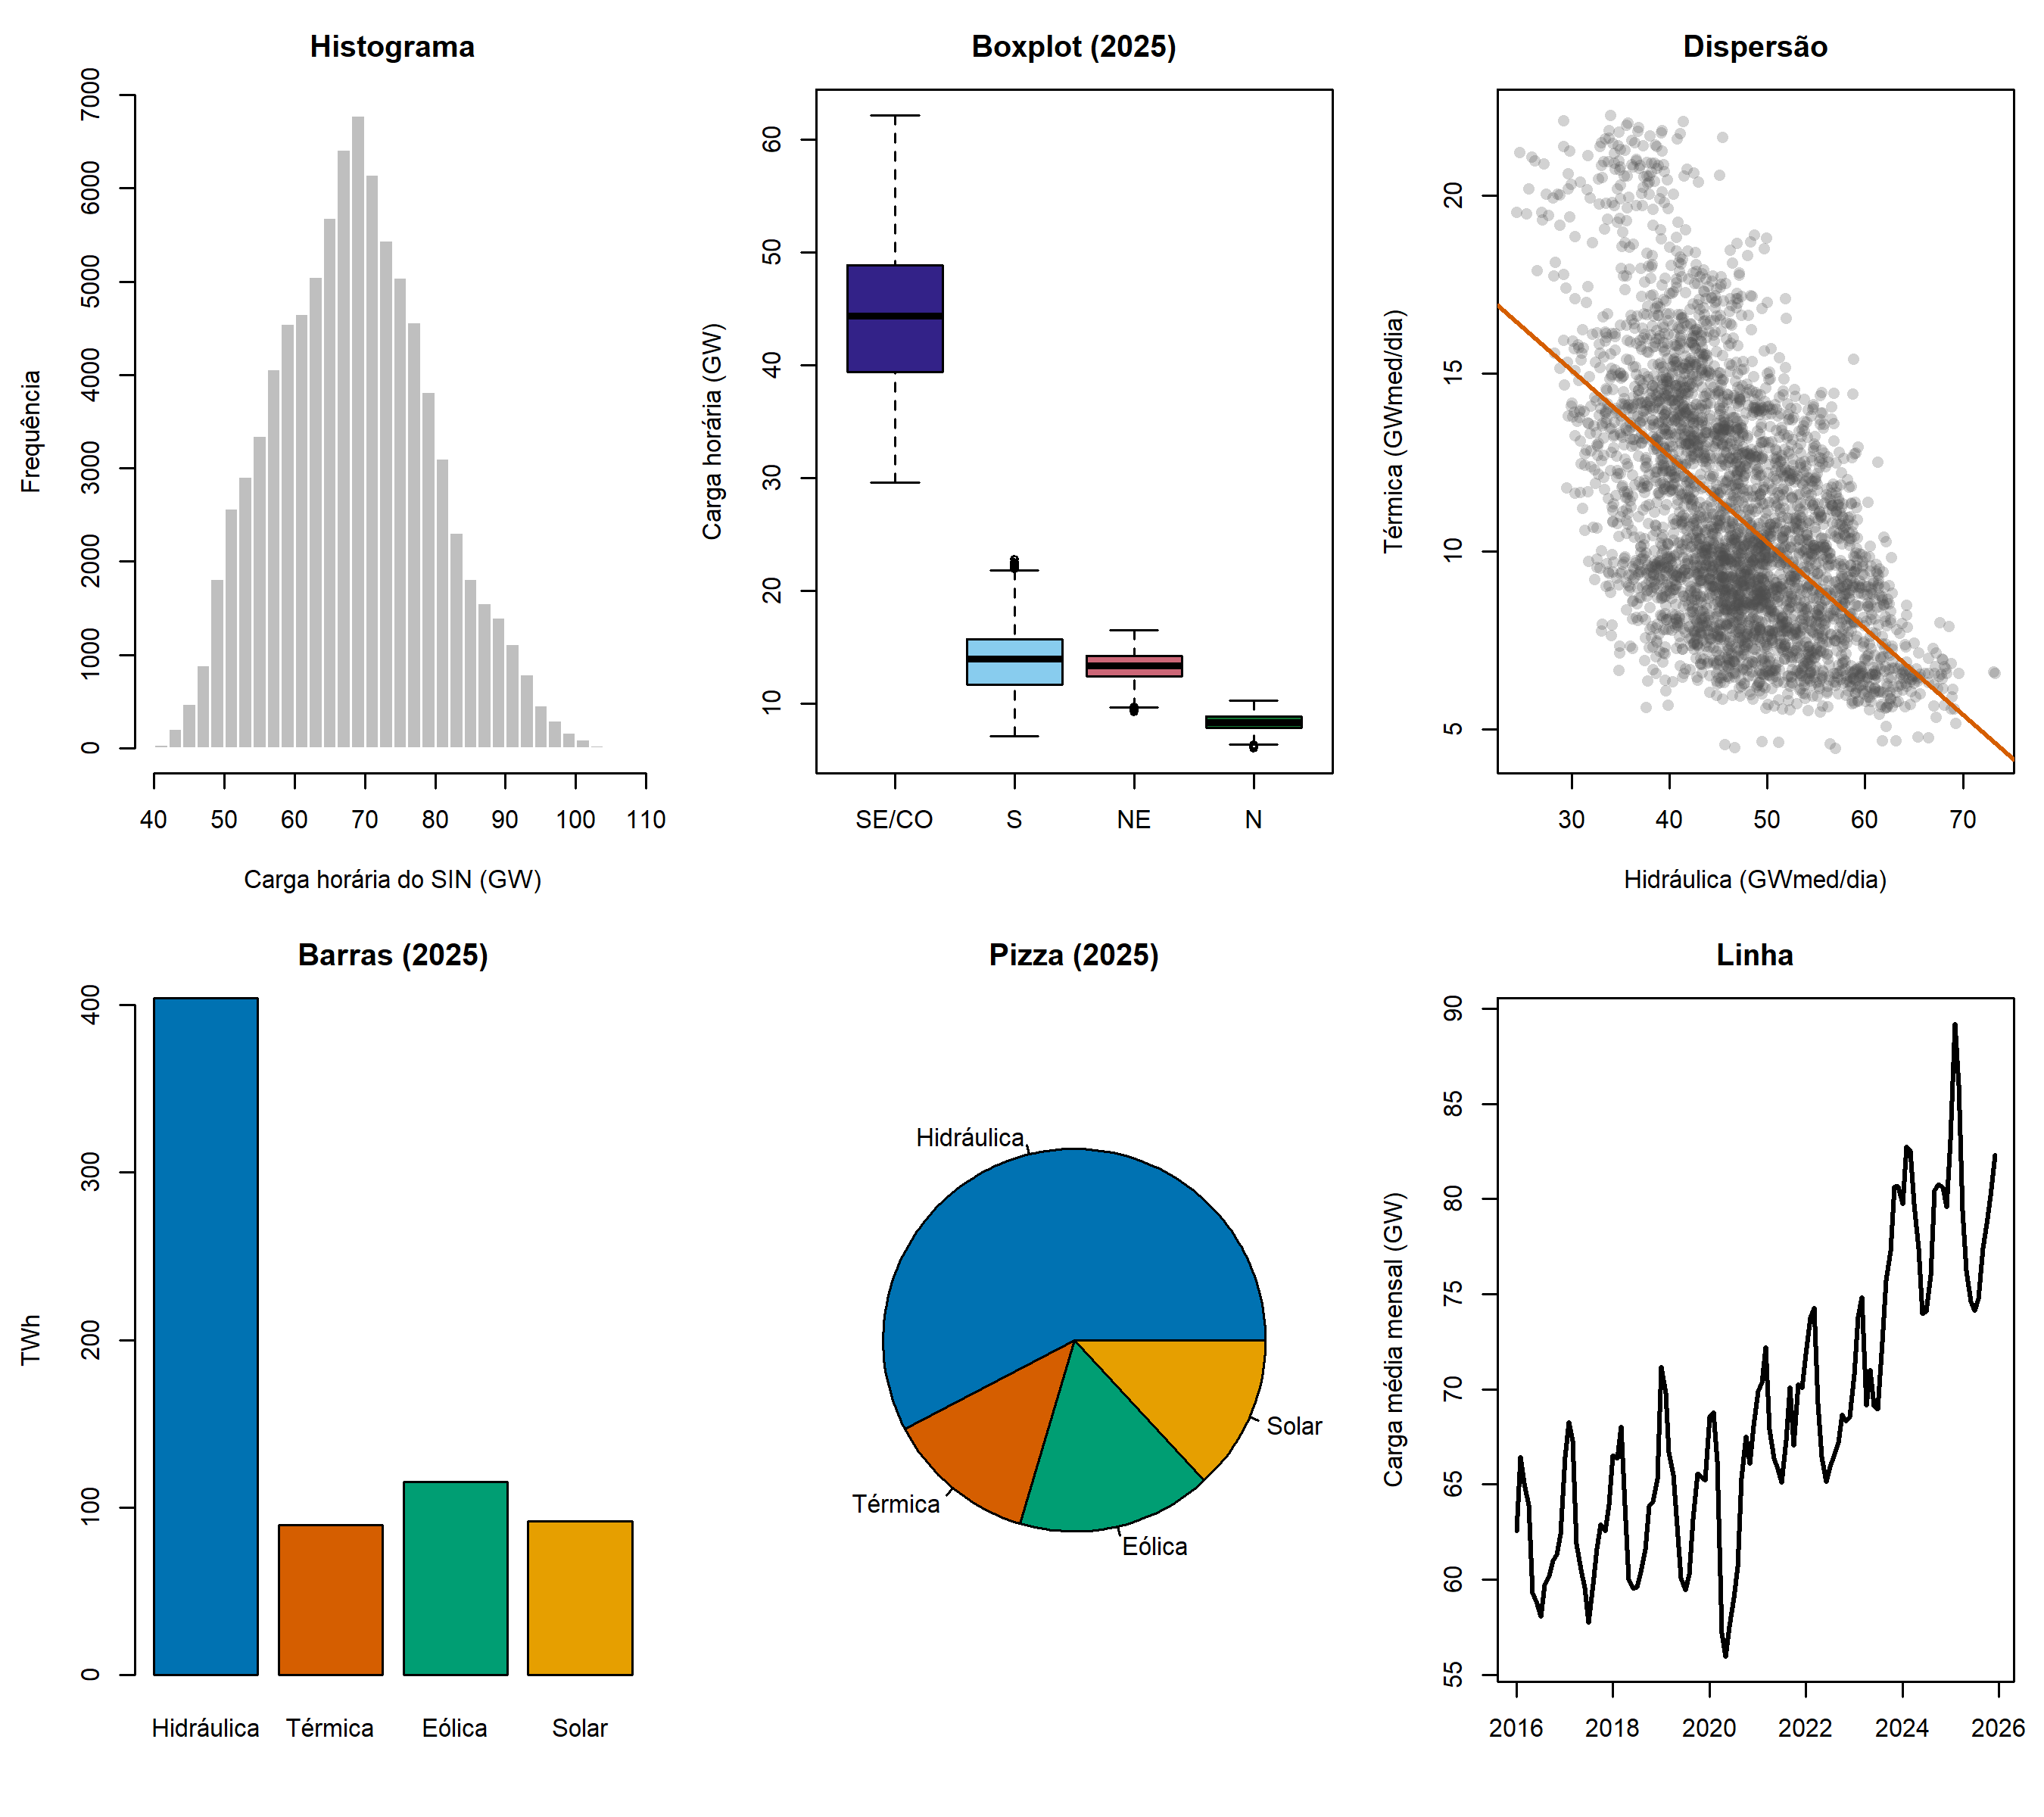 Histograma
Frequência
0 1000 2000 3000 4000 5000 6000 7000
40 50 60 70 80 90 100 110
Carga horária do SIN (GW)
Boxplot (2025)
Carga horária (GW)
10 20 30 40 50 60
SE/CO S NE N
Dispersão
Térmica (GWmed/dia)
5 10 15 20
30 40 50 60 70
Hidráulica (GWmed/dia)
Barras (2025)
TWh
0 100 200 300 400
Hidráulica Térmica Eólica Solar
Pizza (2025)
Hidráulica
Térmica
Eólica
Solar
Linha
Carga média mensal (GW)
55 60 65 70 75 80 85 90
2016 2018 2020 2022 2024 2026